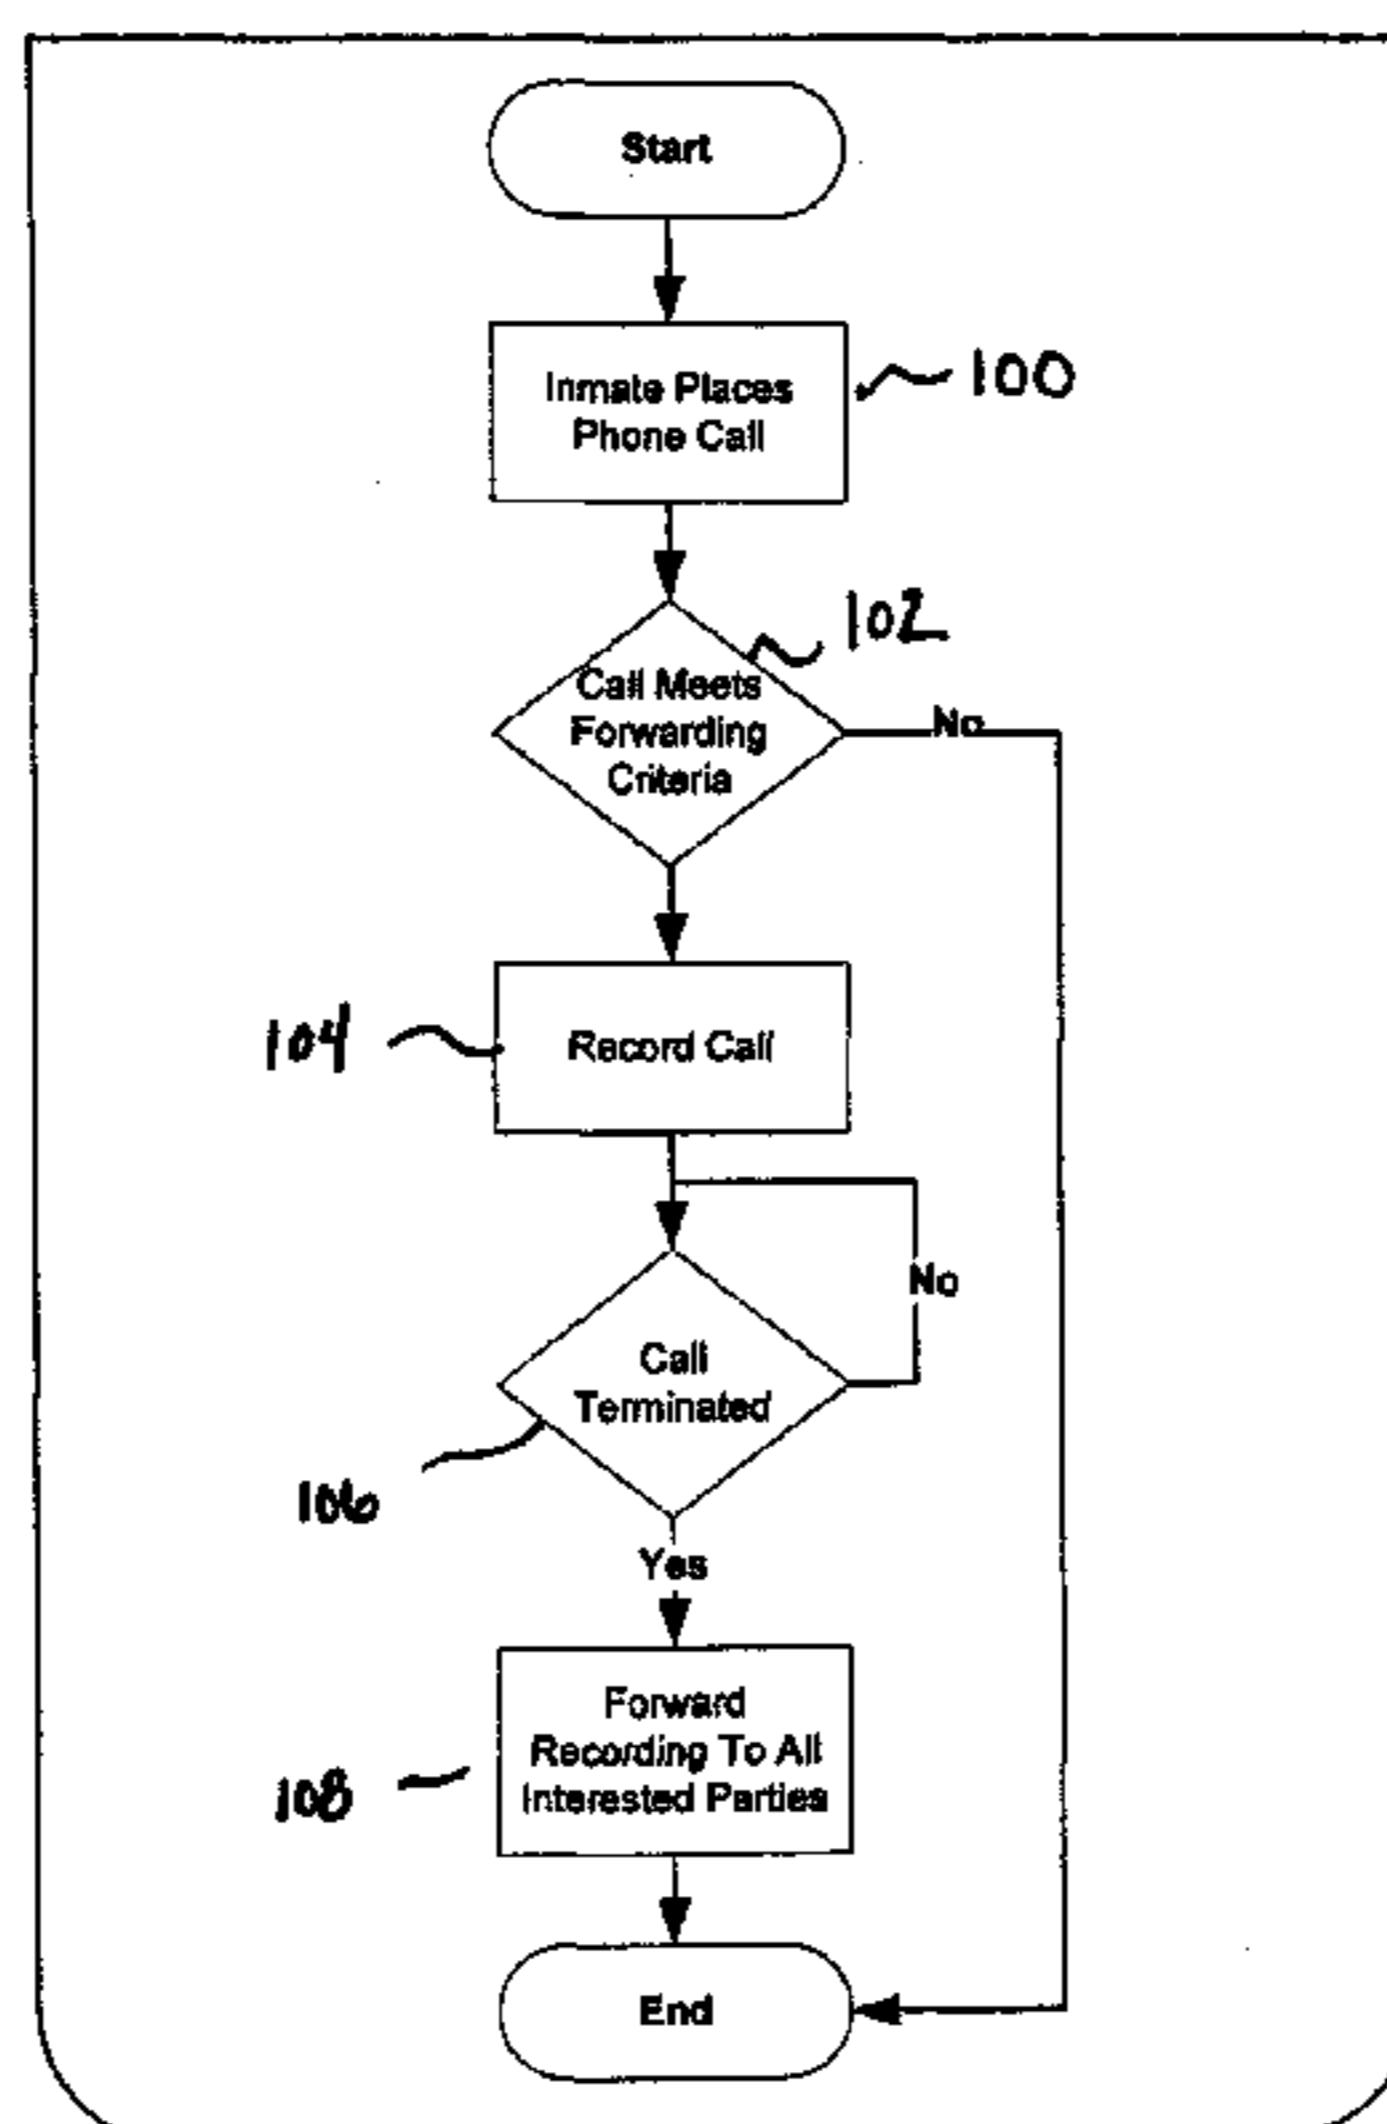 Start
Inmate Places
Phone Call
100
102
Call Meets
Forwarding
Criteria
No
Record Call
104
No
Call
Terminated
106
Yes
Forward
Recording To All
Interested Parties
108
End